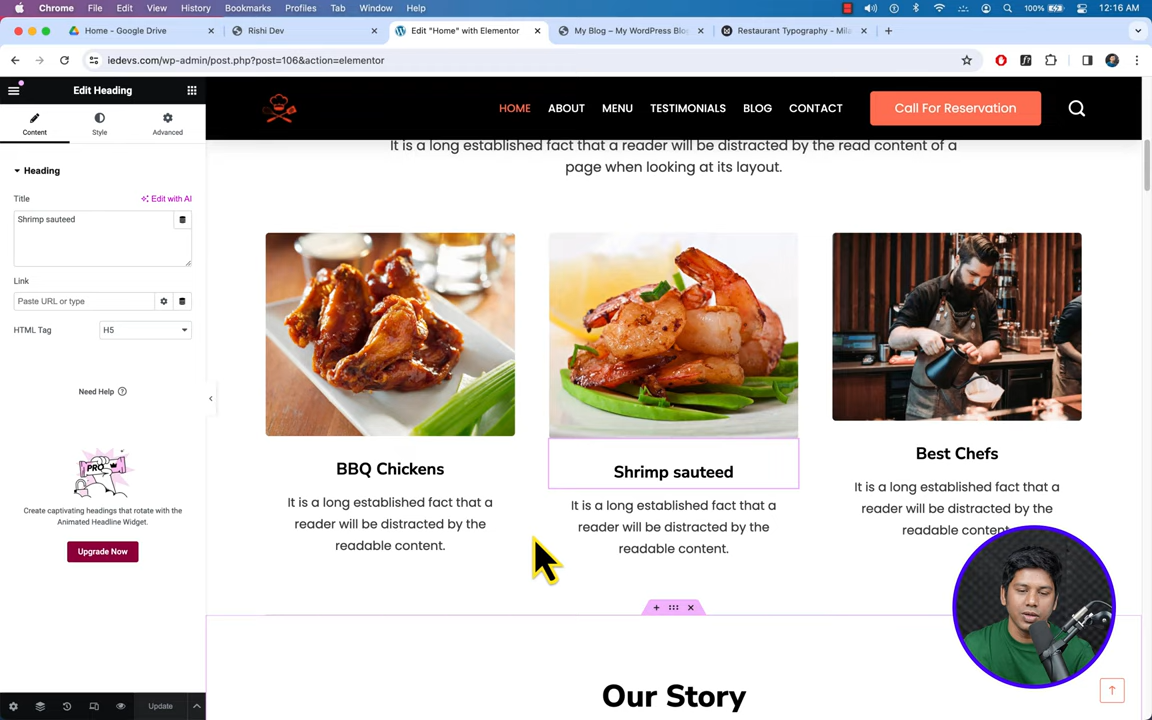 Chrome File Edit View History Bookmarks Profiles Tab Window Help 100% 12:16 AM
Home - Google Drive
Rishi Dev
Edit "Home" with Elementor
My Blog – My WordPress Blog
Restaurant Typography - Mila
iedevs.com/wp-admin/post.php?post=106&action=elementor
Edit Heading
HOME ABOUT MENU TESTIMONIALS BLOG CONTACT Call For Reservation
Content Style Advanced
It is a long established fact that a reader will be distracted by the read content of a
page when looking at its layout.
Heading
Title Edit with AI
Shrimp sauteed
Link
Paste URL or type
HTML Tag H5
Need Help
PRO
Create captivating headings that rotate with the
Animated Headline Widget.
Upgrade Now
Update
BBQ Chickens
It is a long established fact that a
reader will be distracted by the
readable content.
Shrimp sauteed
It is a long established fact that a
reader will be distracted by the
readable content.
Best Chefs
It is a long established fact that a
reader will be distracted by the
readable content.
Our Story